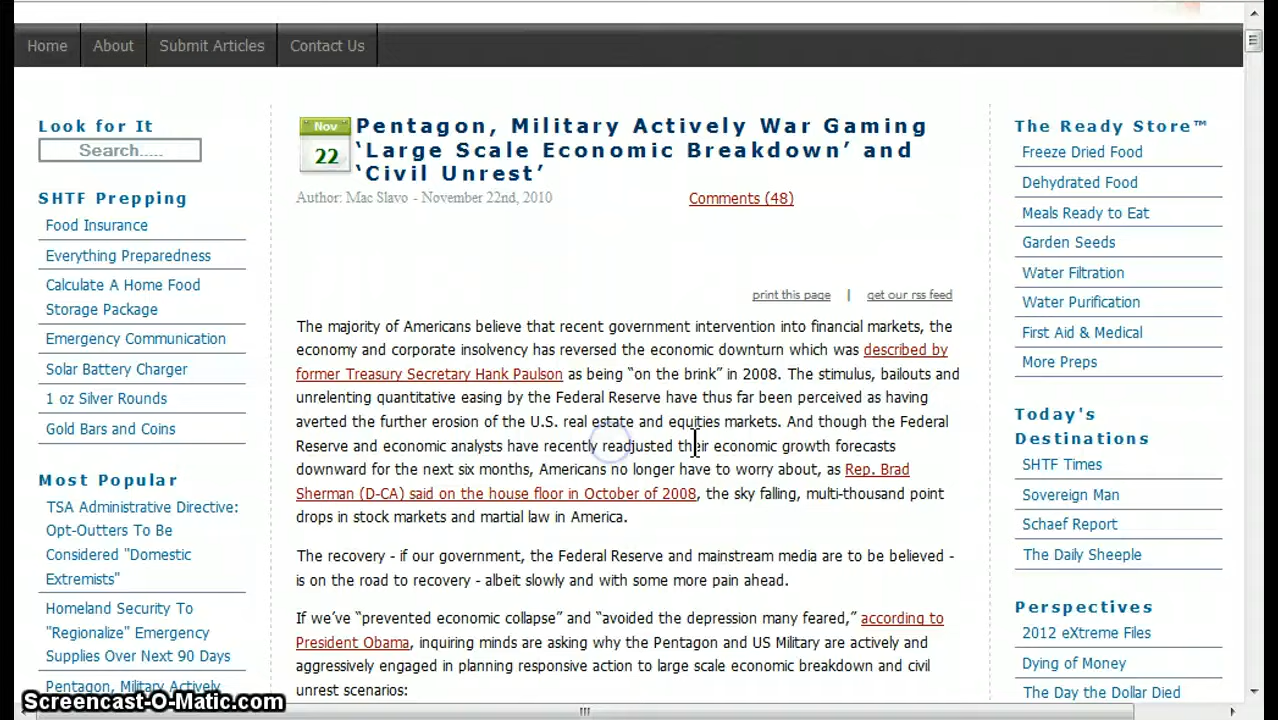 Home
About
Submit Articles
Contact Us
Look for It
Search.....
SHTF Prepping
Food Insurance
Everything Preparedness
Calculate A Home Food
Storage Package
Emergency Communication
Solar Battery Charger
1 oz Silver Rounds
Gold Bars and Coins
Most Popular
TSA Administrative Directive:
Opt-Outters To Be
Considered "Domestic
Extremists"
Homeland Security To
"Regionalize" Emergency
Supplies Over Next 90 Days
Pentagon, Military Actively
Nov
22
Pentagon, Military Actively War Gaming
‘Large Scale Economic Breakdown’ and
‘Civil Unrest’
Author: Mac Slavo - November 22nd, 2010
Comments (48)
print this page | get our rss feed
The majority of Americans believe that recent government intervention into financial markets, the
economy and corporate insolvency has reversed the economic downturn which was described by
former Treasury Secretary Hank Paulson as being “on the brink” in 2008. The stimulus, bailouts and
unrelenting quantitative easing by the Federal Reserve have thus far been perceived as having
averted the further erosion of the U.S. real estate and equities markets. And though the Federal
Reserve and economic analysts have recently readjusted their economic growth forecasts
downward for the next six months, Americans no longer have to worry about, as Rep. Brad
Sherman (D-CA) said on the house floor in October of 2008, the sky falling, multi-thousand point
drops in stock markets and martial law in America.
The recovery - if our government, the Federal Reserve and mainstream media are to be believed -
is on the road to recovery - albeit slowly and with some more pain ahead.
If we’ve “prevented economic collapse” and “avoided the depression many feared,” according to
President Obama, inquiring minds are asking why the Pentagon and US Military are actively and
aggressively engaged in planning responsive action to large scale economic breakdown and civil
unrest scenarios:
The Ready Store™
Freeze Dried Food
Dehydrated Food
Meals Ready to Eat
Garden Seeds
Water Filtration
Water Purification
First Aid & Medical
More Preps
Today's
Destinations
SHTF Times
Sovereign Man
Schaef Report
The Daily Sheeple
Perspectives
2012 eXtreme Files
Dying of Money
The Day the Dollar Died
Screencast-O-Matic.com